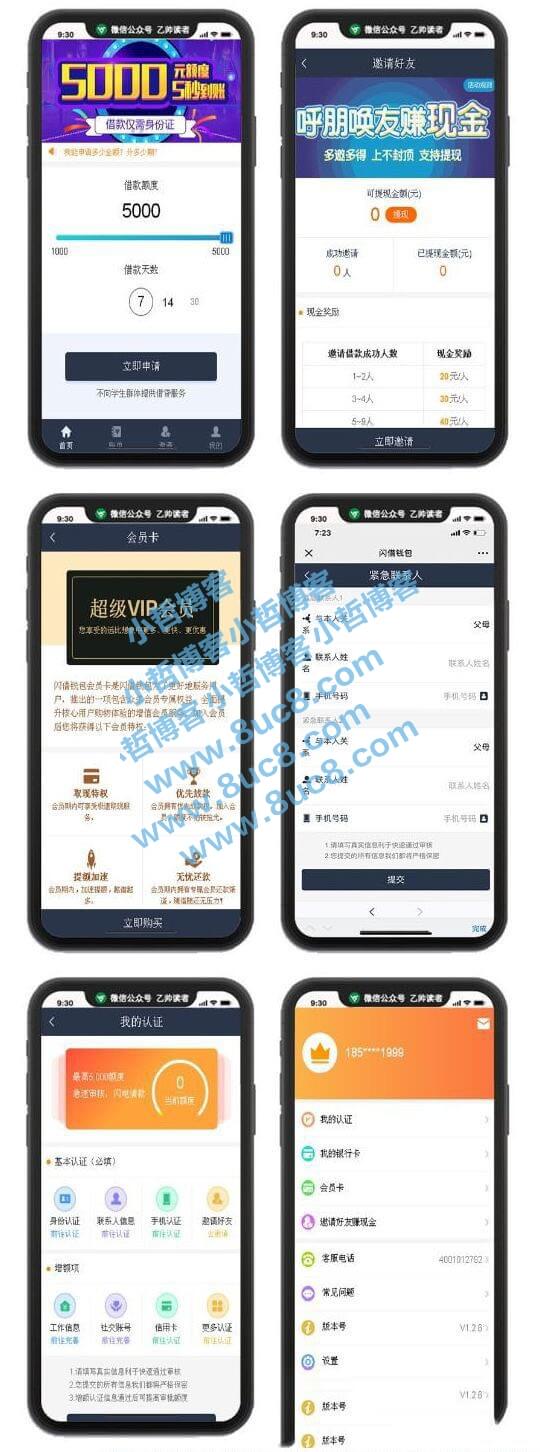 9:30
微信公众号 乙帅读者
5000元额度
5秒到账
借款仅需身份证
我能申请多少金额？分多少期？
借款额度
5000
1000
5000
借款天数
7 14 30
立即申请
不向学生群体提供借贷服务
首页
账单
邀请
我的
9:30
微信公众号 乙帅读者
邀请好友
活动规则
呼朋唤友赚现金
多邀多得 上不封顶 支持提现
可提现金额(元)
0 提现
成功邀请
0 人
已提现金额(元)
0
现金奖励
邀请借款成功人数 现金奖励
1~2人 20元/人
3~4人 30元/人
5~9人 40元/人
立即邀请
9:30
微信公众号 乙帅读者
会员卡
超级VIP会员
您享受的远比想象中更多、更快、更优惠
闪借钱包会员卡是闪借钱包为了更好地服务用
户，推出的一项包含众多会员专属权益，全面提
升核心用户购物体验的增值会员服务。加入会员
后您将获得以下会员特权：
取现特权
会员期内可享受极速取现服
务。
优先放款
会员拥有优先放款权，加入会
提额加速
会员期内，加速提额，越借越
多。
无忧还款
会员期内拥有专属会员还款渠
道，随借随还无压力！
立即购买
9:30
微信公众号 乙帅读者
7:23
闪借钱包
紧急联系人
紧急联系人1
与本人关系 父母
联系人姓名 联系人姓名
手机号码 手机号码
紧急联系人2
与本人关系 父母
联系人姓名 联系人姓名
手机号码 手机号码
1.请填写真实信息利于快速通过审核
2.您提交的所有信息我们都将严格保密
提交
完成
小哲博客小哲博客
小哲博客小哲博客
www.8uc8.com
www.8uc8.com
9:30
微信公众号 乙帅读者
我的认证
最高5,000额度
急速审核，闪电借款
0
当前额度
基本认证（必填）
身份认证 联系人信息 手机认证 邀请好友
前往认证 前往认证 前往认证 去邀请
增额项
工作信息 社交账号 信用卡 更多认证
前往完善 前往完善 前往认证 前往认证
1.请填写真实信息利于快速通过审核
2.您提交的所有信息我们都将严格保密
3.增额认证信息通过后可提高审批额度
9:30
微信公众号 乙帅读者
185****1999
我的认证
我的银行卡
会员卡
邀请好友赚现金
客服电话 4001012762
常见问题
版本号 V1.2.6
设置
V1.2.6
版本号
版本号